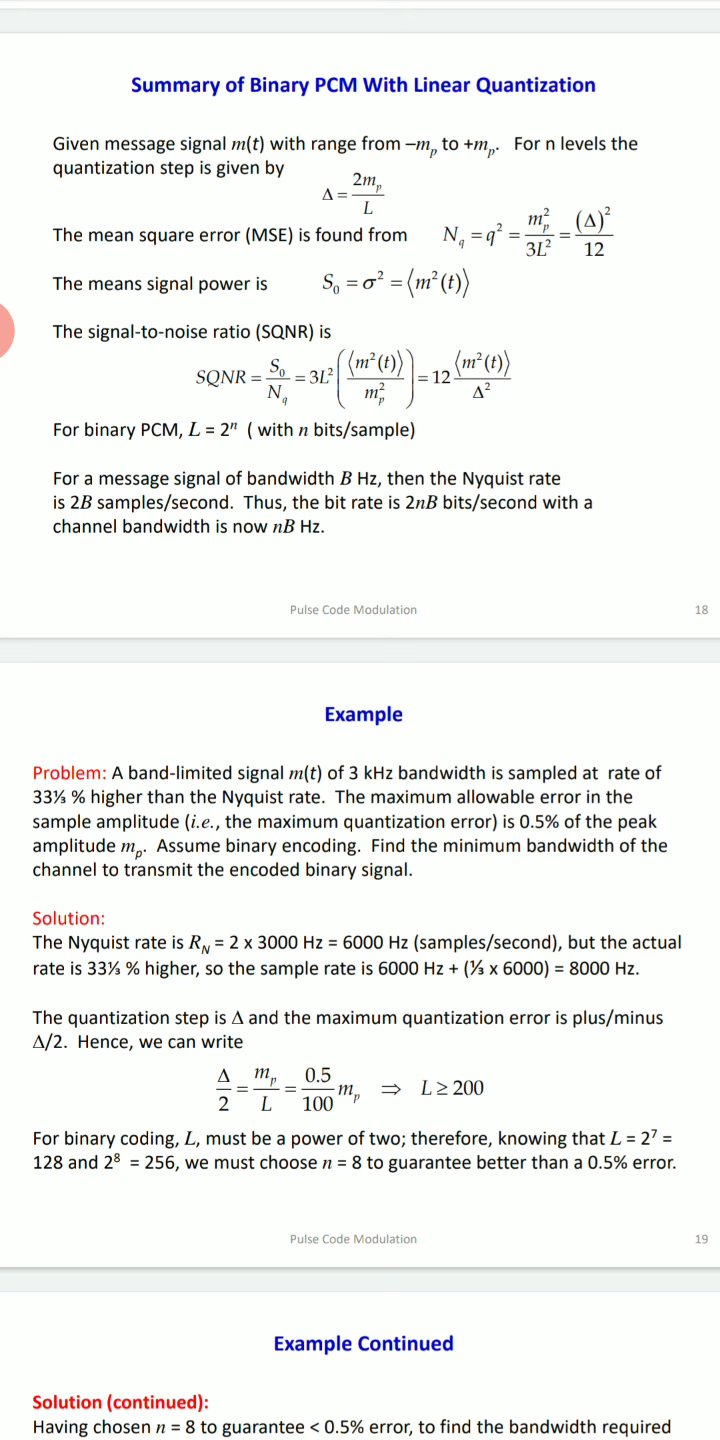 Summary of Binary PCM With Linear Quantization
Given message signal m(t) with range from –mₚ to +mₚ. For n levels the
quantization step is given by
Δ = 2mₚ / L
The mean square error (MSE) is found from N_q = q² = mₚ² / 3L² = (Δ)² / 12
The means signal power is S₀ = σ² = ⟨m²(t)⟩
The signal-to-noise ratio (SQNR) is
SQNR = S₀ / N_q = 3L² (⟨m²(t)⟩ / mₚ²) = 12 ⟨m²(t)⟩ / Δ²
For binary PCM, L = 2ⁿ ( with n bits/sample)
For a message signal of bandwidth B Hz, then the Nyquist rate
is 2B samples/second. Thus, the bit rate is 2nB bits/second with a
channel bandwidth is now nB Hz.
Pulse Code Modulation 18
Example
Problem: A band-limited signal m(t) of 3 kHz bandwidth is sampled at rate of
33⅓ % higher than the Nyquist rate. The maximum allowable error in the
sample amplitude (i.e., the maximum quantization error) is 0.5% of the peak
amplitude mₚ. Assume binary encoding. Find the minimum bandwidth of the
channel to transmit the encoded binary signal.
Solution:
The Nyquist rate is R_N = 2 x 3000 Hz = 6000 Hz (samples/second), but the actual
rate is 33⅓ % higher, so the sample rate is 6000 Hz + (⅓ x 6000) = 8000 Hz.
The quantization step is Δ and the maximum quantization error is plus/minus
Δ/2. Hence, we can write
Δ / 2 = mₚ / L = 0.5 / 100 mₚ ⇒ L ≥ 200
For binary coding, L, must be a power of two; therefore, knowing that L = 2⁷ =
128 and 2⁸ = 256, we must choose n = 8 to guarantee better than a 0.5% error.
Pulse Code Modulation 19
Example Continued
Solution (continued):
Having chosen n = 8 to guarantee < 0.5% error, to find the bandwidth required